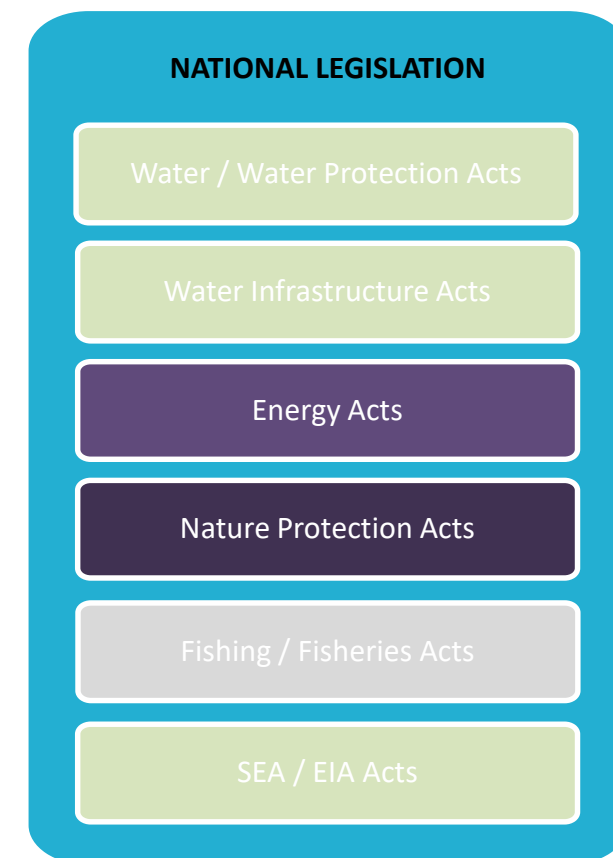 NATIONAL LEGISLATION
Water / Water Protection Acts
Water Infrastructure Acts
Energy Acts
Nature Protection Acts
Fishing / Fisheries Acts
SEA / EIA Acts